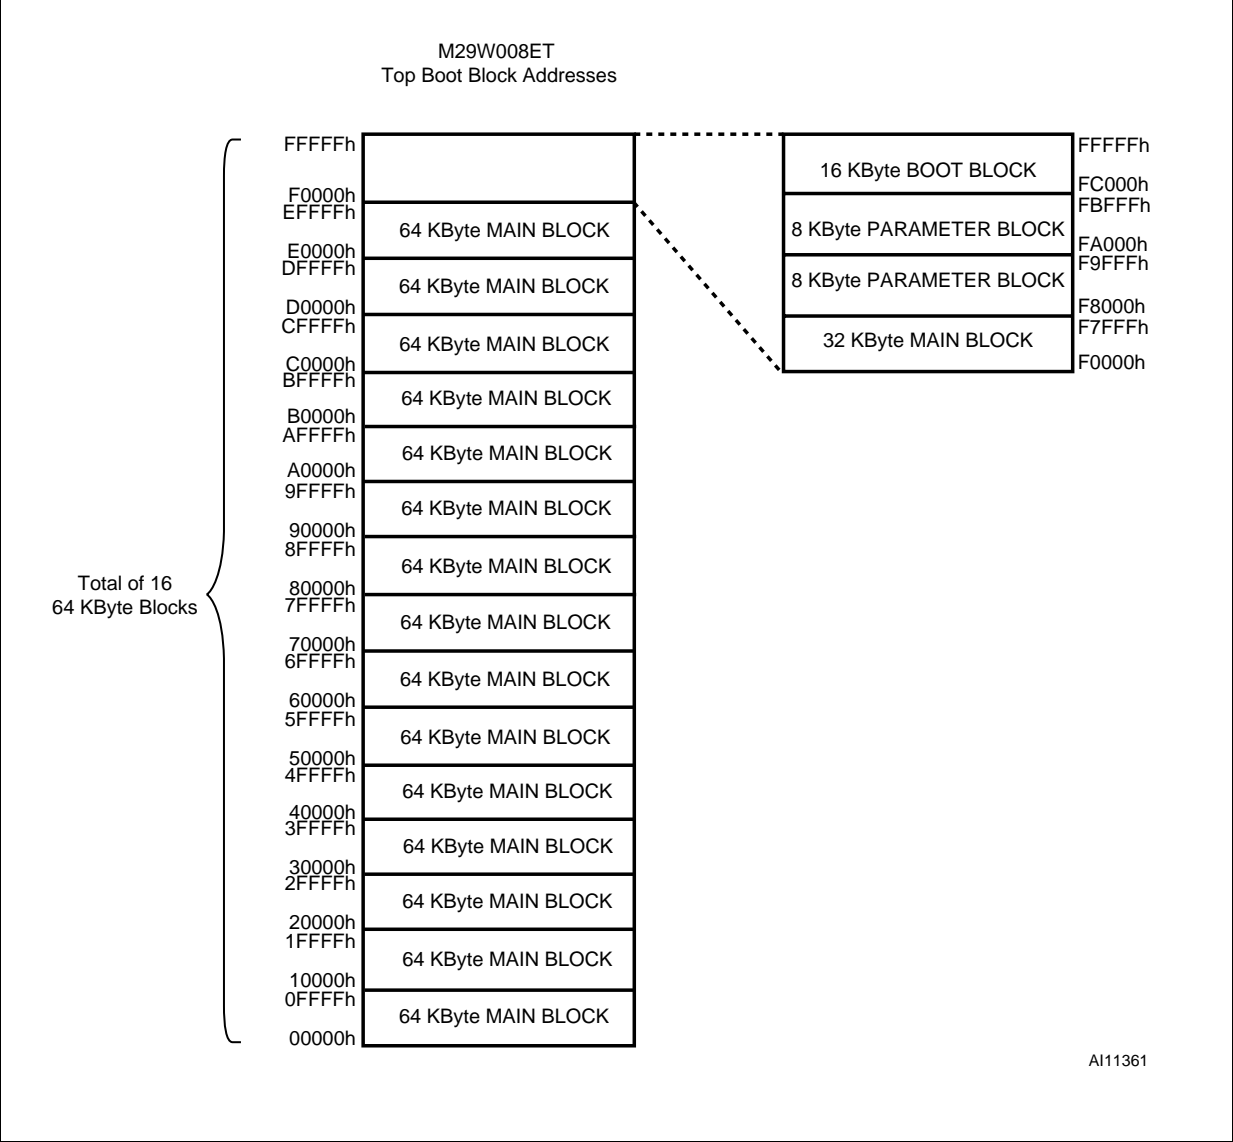 M29W008ET
Top Boot Block Addresses
FFFFFh
F0000h
EFFFFh
64 KByte MAIN BLOCK
E0000h
DFFFFh
64 KByte MAIN BLOCK
D0000h
CFFFFh
64 KByte MAIN BLOCK
C0000h
BFFFFh
64 KByte MAIN BLOCK
B0000h
AFFFFh
64 KByte MAIN BLOCK
A0000h
9FFFFh
64 KByte MAIN BLOCK
90000h
8FFFFh
64 KByte MAIN BLOCK
80000h
7FFFFh
64 KByte MAIN BLOCK
70000h
6FFFFh
64 KByte MAIN BLOCK
60000h
5FFFFh
64 KByte MAIN BLOCK
50000h
4FFFFh
64 KByte MAIN BLOCK
40000h
3FFFFh
64 KByte MAIN BLOCK
30000h
2FFFFh
64 KByte MAIN BLOCK
20000h
1FFFFh
64 KByte MAIN BLOCK
10000h
0FFFFh
64 KByte MAIN BLOCK
00000h
Total of 16
64 KByte Blocks
FFFFFh
16 KByte BOOT BLOCK
FC000h
FBFFFh
8 KByte PARAMETER BLOCK
FA000h
F9FFFh
8 KByte PARAMETER BLOCK
F8000h
F7FFFh
32 KByte MAIN BLOCK
F0000h
AI11361